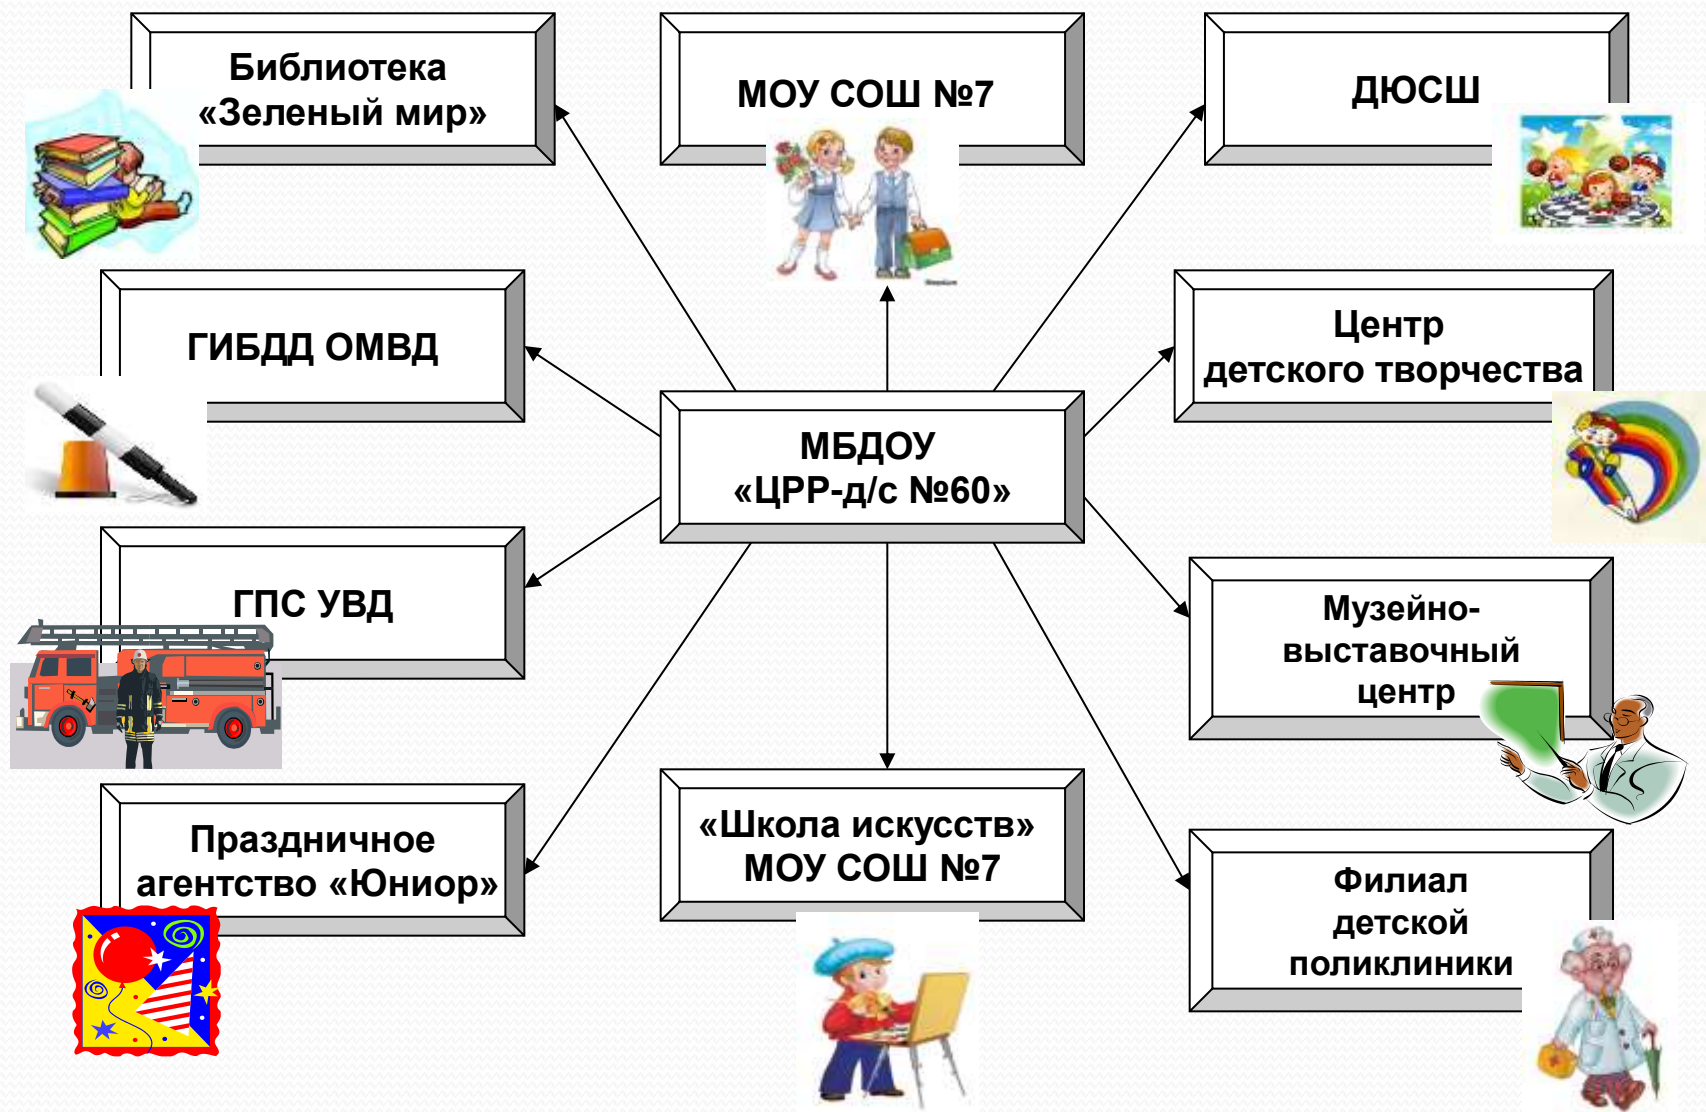 Библиотека
«Зеленый мир»
МОУ СОШ №7
ДЮСШ
ГИБДД ОМВД
Центр
детского творчества
МБДОУ
«ЦРР-д/с №60»
ГПС УВД
Музейно-
выставочный
центр
Праздничное
агентство «Юниор»
«Школа искусств»
МОУ СОШ №7
Филиал
детской
поликлиники